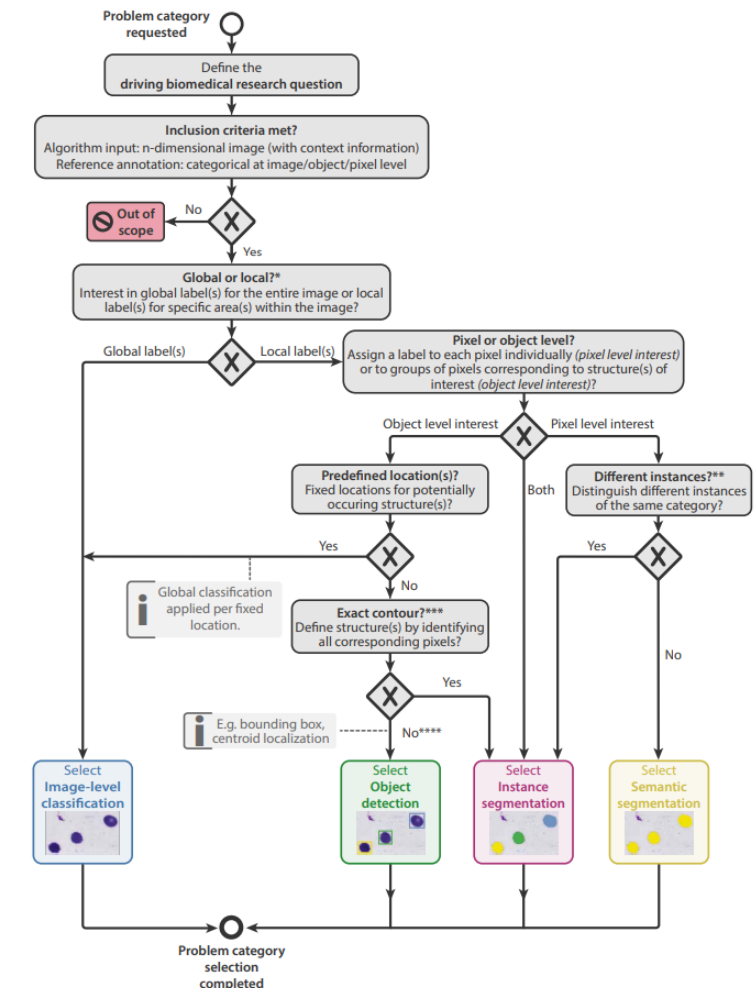 Problem category
requested
Define the
driving biomedical research question
Inclusion criteria met?
Algorithm input: n-dimensional image (with context information)
Reference annotation: categorical at image/object/pixel level
Out of
scope
No
X
Yes
Global or local?*
Interest in global label(s) for the entire image or local
label(s) for specific area(s) within the image?
Global label(s)
X
Local label(s)
Pixel or object level?
Assign a label to each pixel individually (pixel level interest)
or to groups of pixels corresponding to structure(s) of
interest (object level interest)?
Object level interest
X
Pixel level interest
Predefined location(s)?
Fixed locations for potentially
occuring structure(s)?
Both
Different instances?**
Distinguish different instances
of the same category?
Yes
X
Yes
X
No
i
Global classification
applied per fixed
location.
Exact contour?***
Define structure(s) by identifying
all corresponding pixels?
No
X
Yes
i
E.g. bounding box,
centroid localization
No****
Select
Image-level
classification
Select
Object
detection
Select
Instance
segmentation
Select
Semantic
segmentation
Problem category
selection
completed